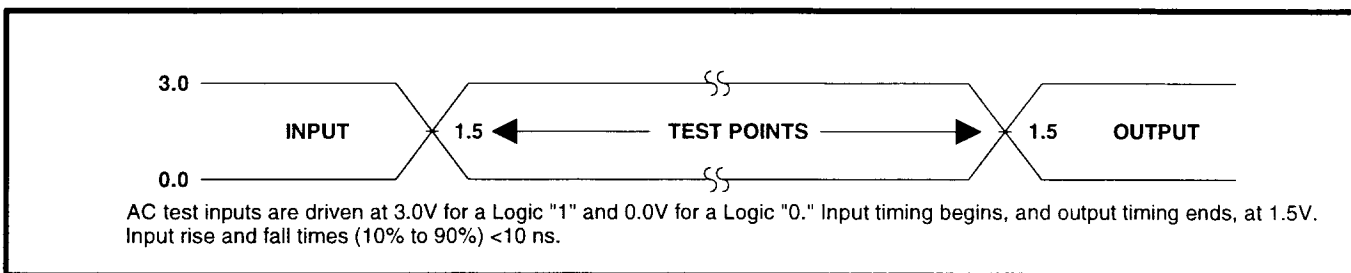 3.0
INPUT 1.5 TEST POINTS 1.5 OUTPUT
0.0
AC test inputs are driven at 3.0V for a Logic "1" and 0.0V for a Logic "0." Input timing begins, and output timing ends, at 1.5V.
Input rise and fall times (10% to 90%) <10 ns.